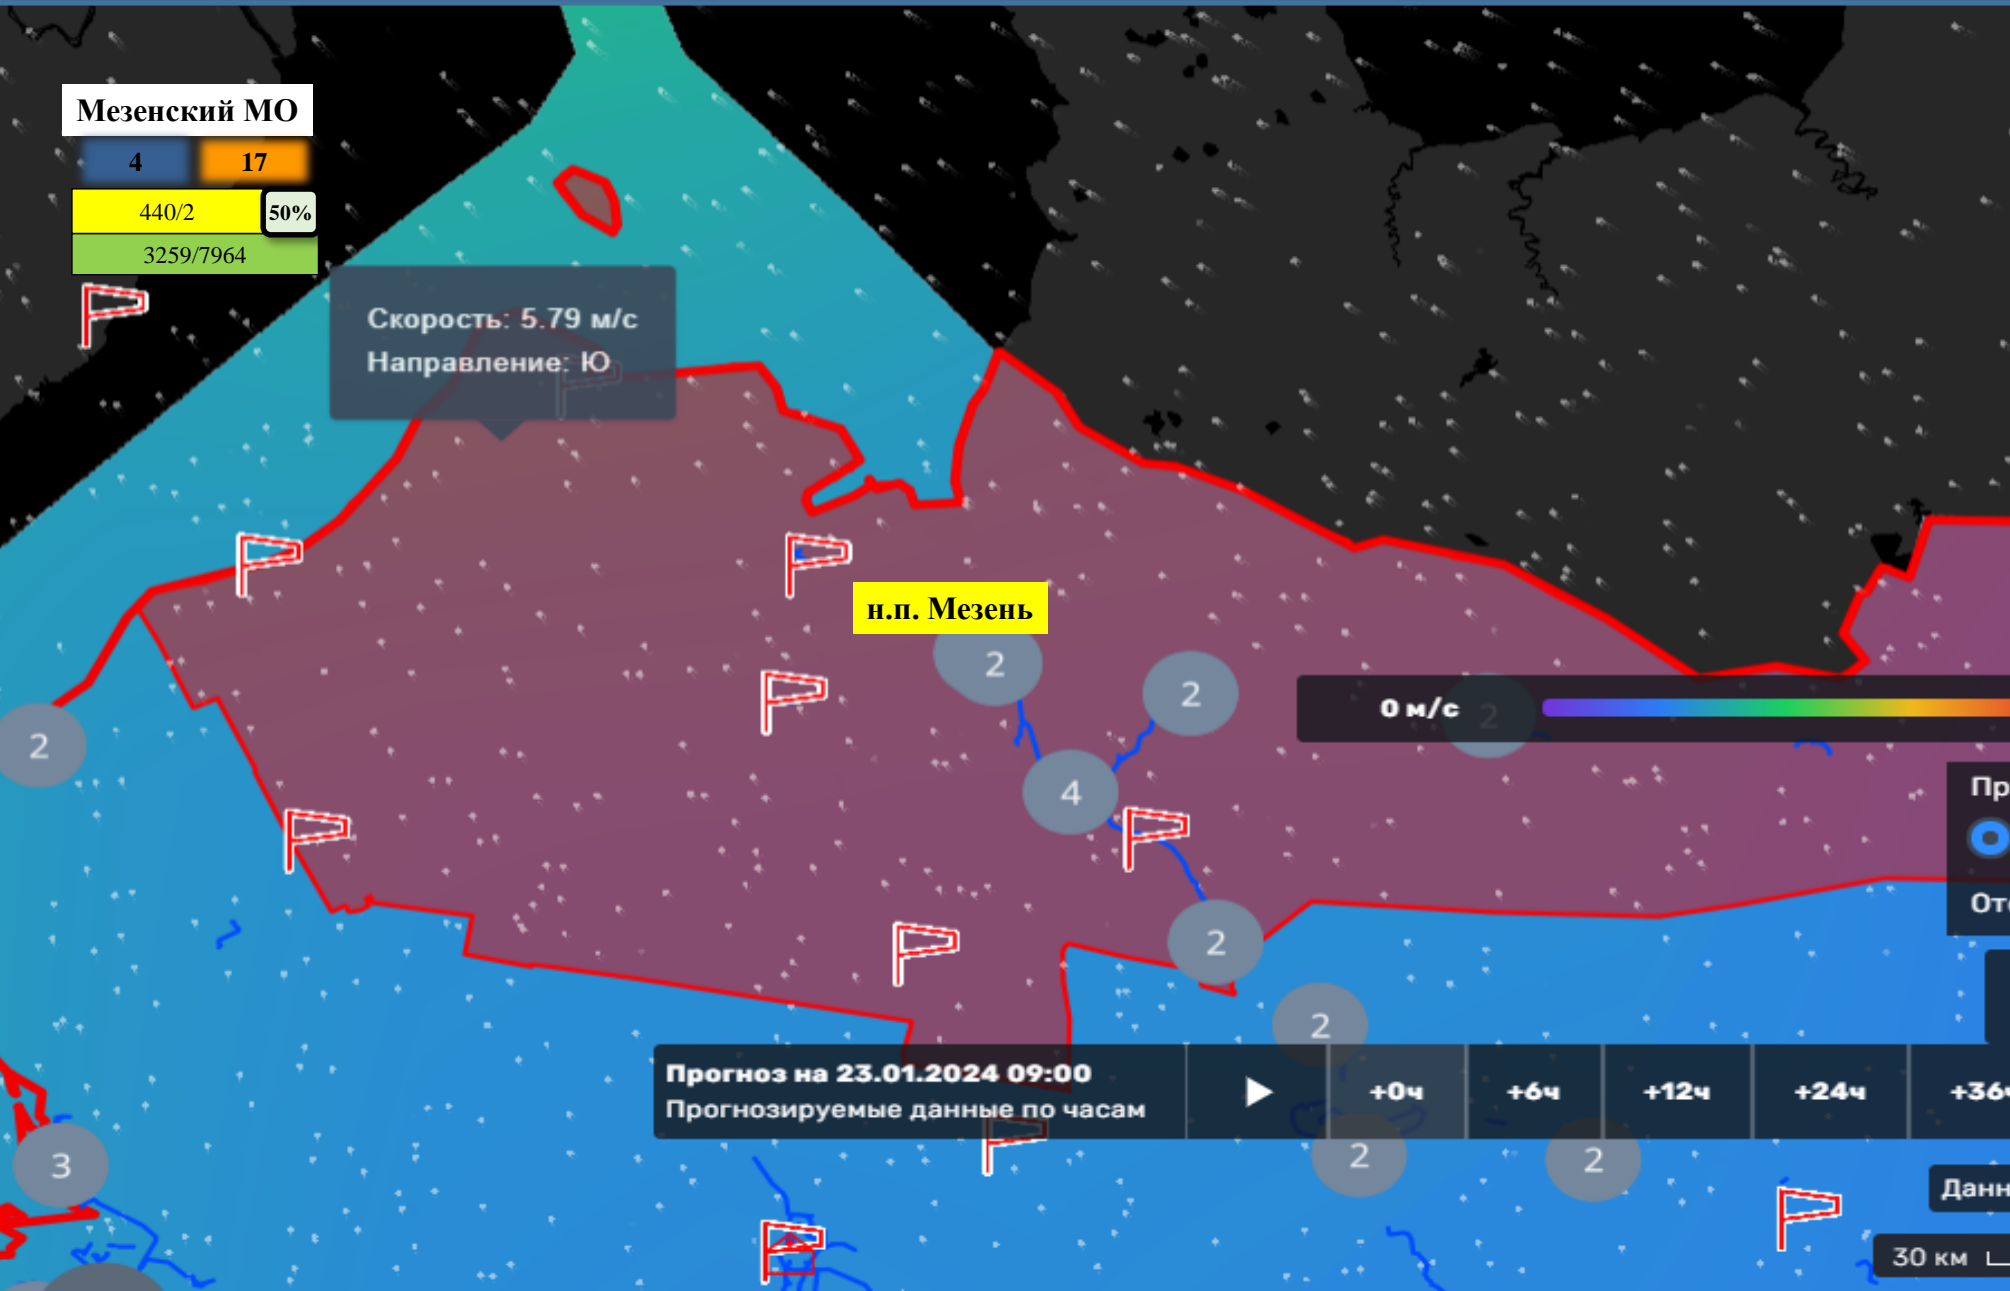 Мезенский МО
4
17
440/2
50%
3259/7964
Скорость: 5.79 м/с
Направление: Ю
н.п. Мезень
2
2
2
4
0 м/с
2
2
2
2
2
3
Прогноз на 23.01.2024 09:00
Прогнозируемые данные по часам
+0ч
+6ч
+12ч
+24ч
+36ч
30 км